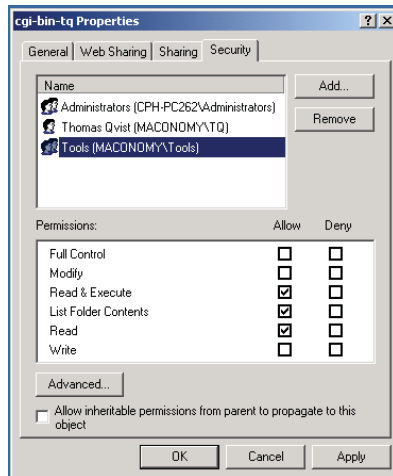 cgi-bin-tq Properties
General Web Sharing Sharing Security
Name
Add...
Administrators (CPH-PC262\Administrators)
Thomas Qvist (MACONOMY\TQ)
Remove
Tools (MACONOMY\Tools)
Permissions: Allow Deny
Full Control
Modify
Read & Execute
List Folder Contents
Read
Write
Advanced...
Allow inheritable permissions from parent to propagate to this
object
OK Cancel Apply